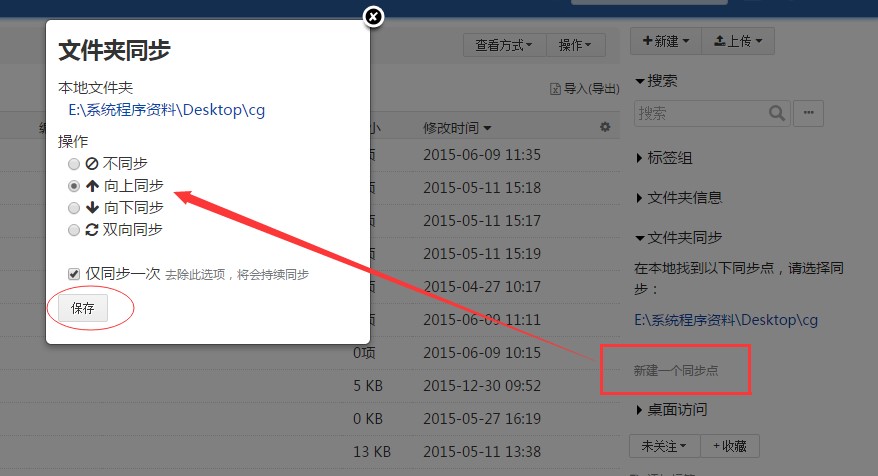 文件夹同步
本地文件夹
E:\系统程序资料\Desktop\cg
操作
不同步
向上同步
向下同步
双向同步
仅同步一次 去除此选项，将会持续同步
保存
查看方式 操作
导入(导出)
修改时间
2015-06-09 11:35
2015-05-11 15:18
2015-05-11 15:17
2015-05-11 15:19
2015-04-27 10:17
2015-06-09 11:11
0项 2015-06-09 10:15
5 KB 2015-12-30 09:52
0 KB 2015-05-27 16:19
13 KB 2015-05-11 13:38
+新建 上传
搜索
搜索 ···
标签组
文件夹信息
文件夹同步
在本地找到以下同步点，请选择同
步：
E:\系统程序资料\Desktop\cg
新建一个同步点
桌面访问
未关注 +收藏